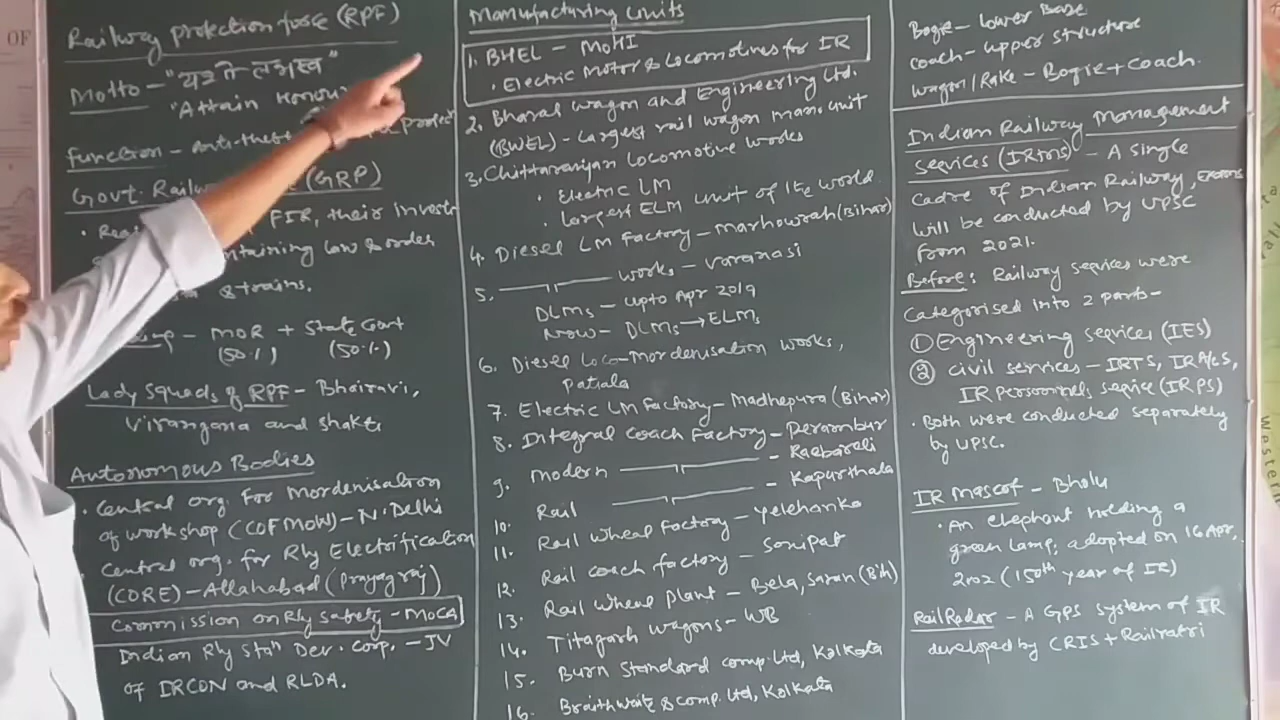 OF
Railway protection forse (RPF)
Motto - "यशो लभस्व"
"Attain Honour
Function - Anti-theft
Govt. Railw (GRP)
FIR, their invest
ntaining law & order
& trains.
- MOR + State Govt
(50%) (50%)
Lady Squads of RPF - Bhairavi,
Virangana and Shakti
Autonomous Bodies
• Central org. For Mordenisation
of workshop (COFMOW) - N. Delhi
• Central org. for Rly Electrification
(CORE) - Allahabad (Prayagraj)
Commission on Rly safety - MoCA
Indian Rly Statn Dev. corp. - JV
of IRCON and RLDA.
Manufacturing Units
1. BHEL - MoHI
• Electric Motor & Locomotives for IR
2. Bharat wagon and Engineering Ltd.
(BWEL) - Largest rail wagon manu unit
3. Chittaranjan Locomotive works
• Electric LM
• Largest ELM unit of the world
4. Diesel LM Factory - Marhowrah (Bihar)
5. works - Varanasi
DLMs - upto Apr 2019
Now - DLMs → ELMs
6. Diesel Loco-Mordenisation works,
Patiala
7. Electric LM Factory - Madhepura (Bihar)
8. Integral Coach Factory - Perambur
9. Modern - Raebareli
10. Rail - Kapurthala
11. Rail Wheel Factory - Yelehanka
12. Rail coach factory - Sonipat
13. Rail Wheel Plant - Bela, Saran (Bih)
14. Titagarh Wagons - WB
15. Burn Standard comp. Ltd, Kolkata
16. Braithwait & comp. Ltd, Kolkata
Bogie - Lower Base
Coach - upper structure
wagon/Rake - Bogie + Coach.
Indian Railway Management
Services (IRMS) - A single
Cadre of Indian Railway, Exams
will be conducted by UPSC
from 2021.
Before: Railway services were
categorised into 2 parts -
① Engineering services (IES)
② Civil services - IRTS, IRA/cS,
IR personnel service (IRPS)
• Both were conducted separately
by UPSC.
IR Mascot - Bholu
• An elephant holding a
green Lamp, adopted on 16 Apr,
2002 (150th year of IR)
RailRadar - A GPS system of IR
developed by CRIS + Railyatri
Western